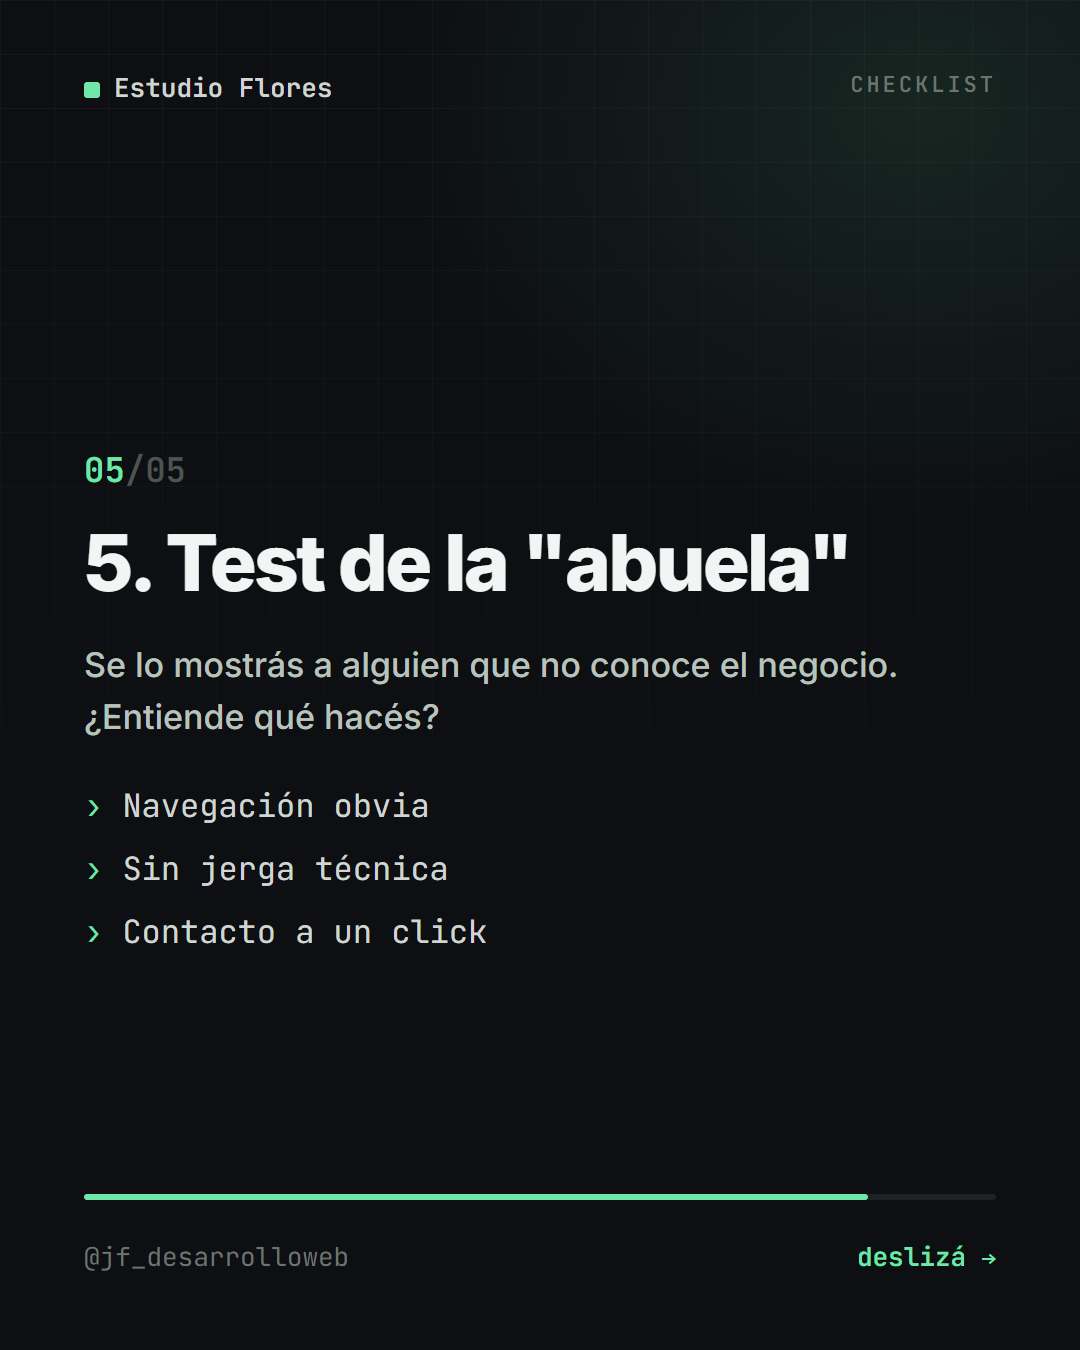 Estudio Flores
CHECKLIST
05/05
5. Test de la "abuela"
Se lo mostrás a alguien que no conoce el negocio.
¿Entiende qué hacés?
› Navegación obvia
› Sin jerga técnica
› Contacto a un click
@jf_desarrolloweb
deslizá →